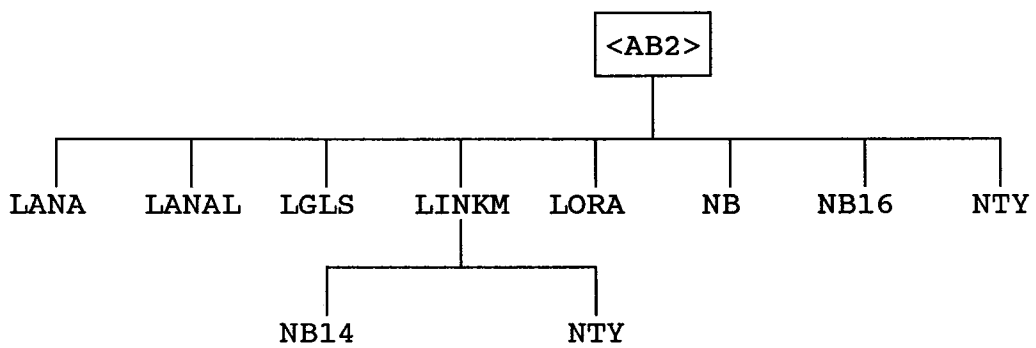 <AB2>
LANA LANAL LGLS LINKM LORA NB NB16 NTY
NB14 NTY